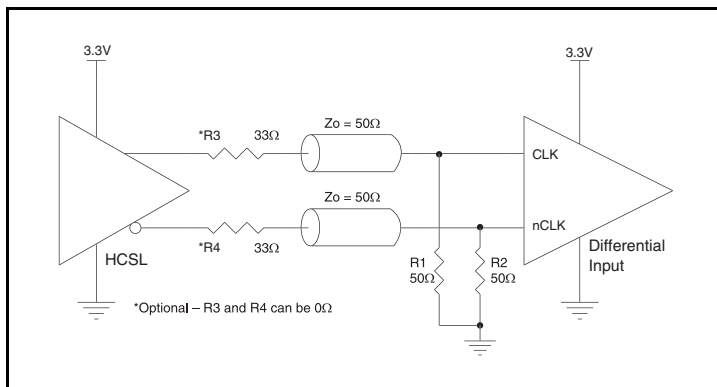 3.3V
3.3V
*R3
33Ω
Zo = 50Ω
CLK
Zo = 50Ω
nCLK
*R4
33Ω
HCSL
R1
50Ω
R2
50Ω
Differential
Input
*Optional – R3 and R4 can be 0Ω